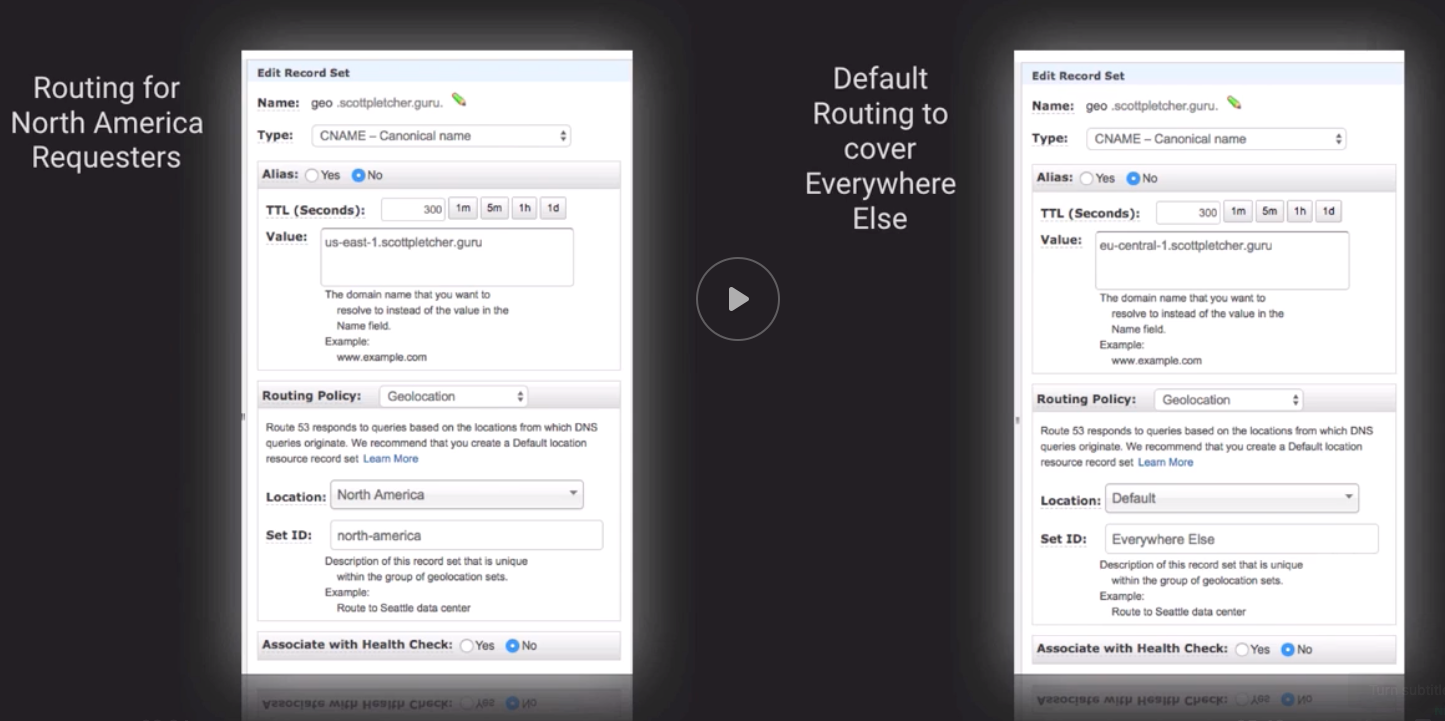 Routing for
North America
Requesters
Edit Record Set
Name: geo .scottpletcher.guru.
Type: CNAME – Canonical name
Alias: Yes No
TTL (Seconds): 300 1m 5m 1h 1d
Value: us-east-1.scottpletcher.guru
The domain name that you want to
resolve to instead of the value in the
Name field.
Example:
www.example.com
Routing Policy: Geolocation
Route 53 responds to queries based on the locations from which DNS
queries originate. We recommend that you create a Default location
resource record set Learn More
Location: North America
Set ID: north-america
Description of this record set that is unique
within the group of geolocation sets.
Example:
Route to Seattle data center
Associate with Health Check: Yes No
Associate with Health Check: Yes No
Default
Routing to
cover
Everywhere
Else
Edit Record Set
Name: geo .scottpletcher.guru.
Type: CNAME – Canonical name
Alias: Yes No
TTL (Seconds): 300 1m 5m 1h 1d
Value: eu-central-1.scottpletcher.guru
The domain name that you want to
resolve to instead of the value in the
Name field.
Example:
www.example.com
Routing Policy: Geolocation
Route 53 responds to queries based on the locations from which DNS
queries originate. We recommend that you create a Default location
resource record set Learn More
Location: Default
Set ID: Everywhere Else
Description of this record set that is unique
within the group of geolocation sets.
Example:
Route to Seattle data center
Associate with Health Check: Yes No
Associate with Health Check: Yes No